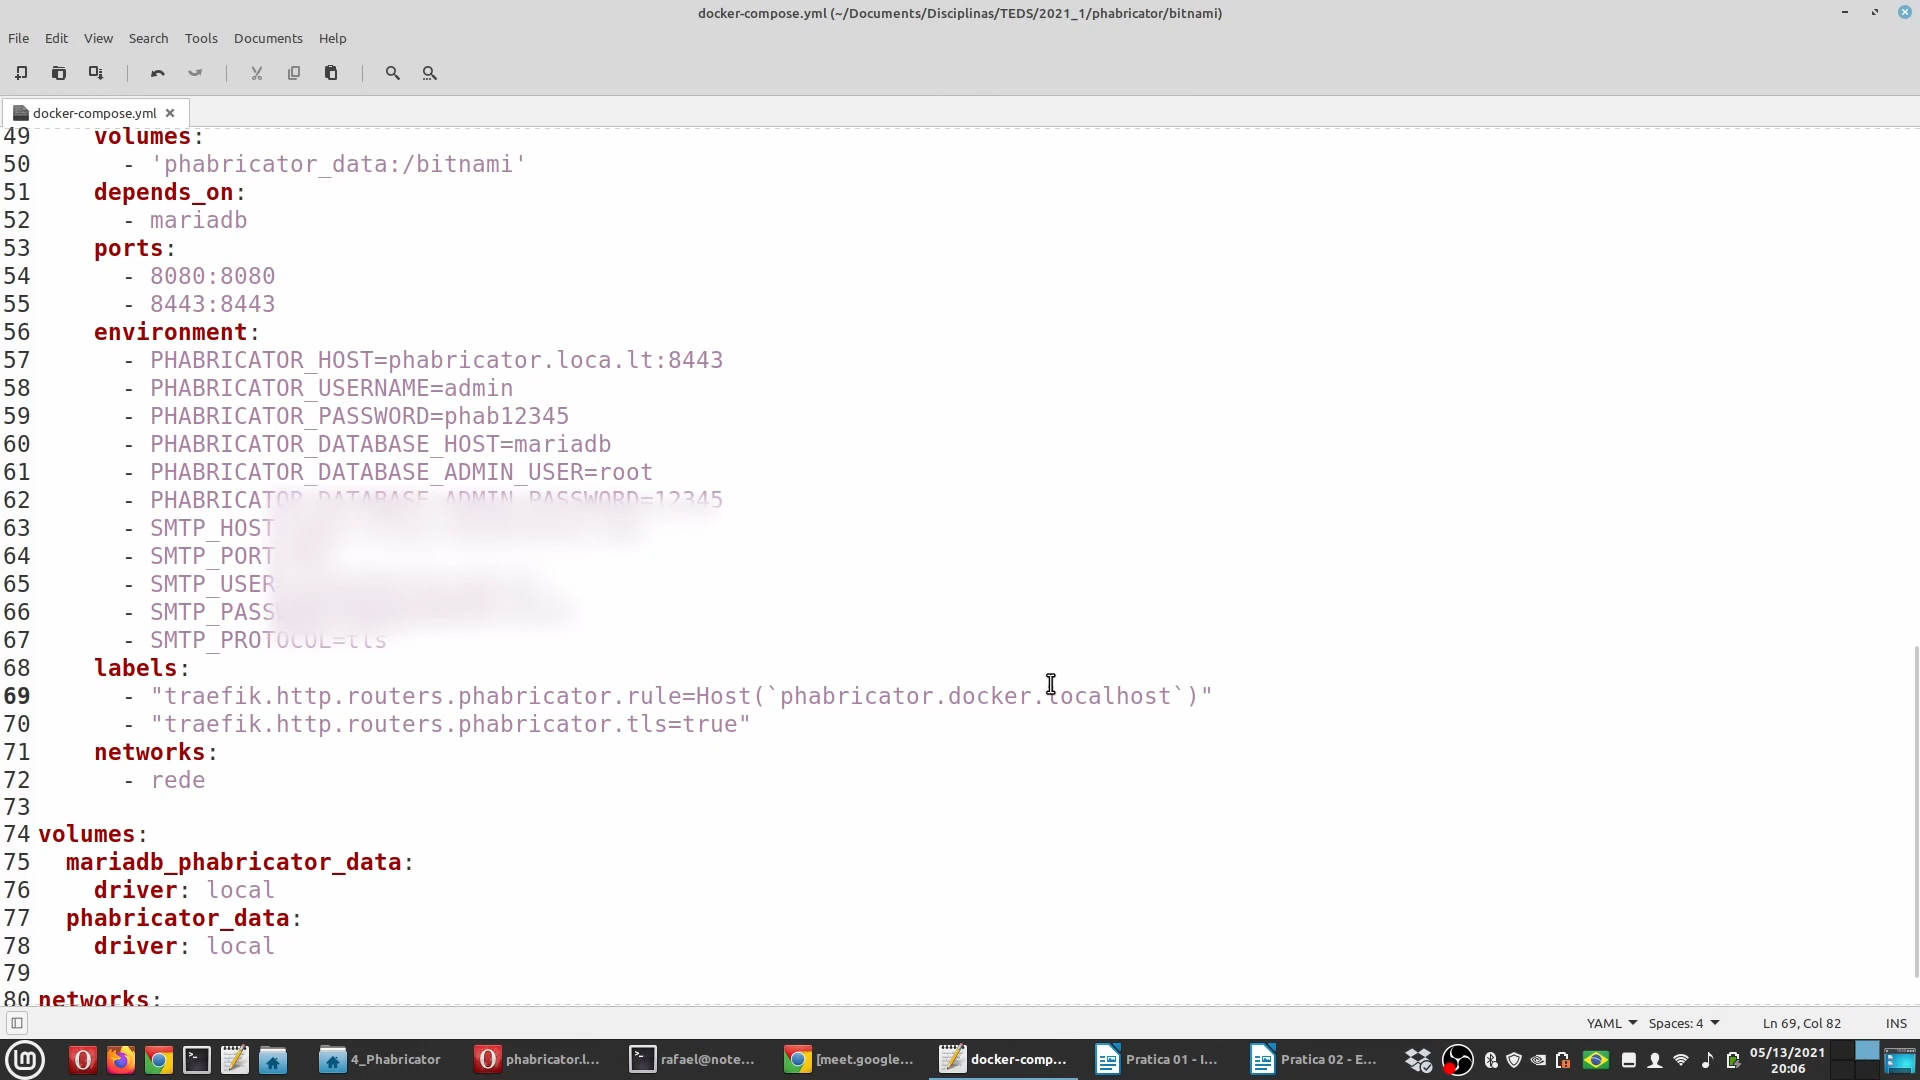 docker-compose.yml (~/Documents/Disciplinas/TEDS/2021_1/phabricator/bitnami)
File Edit View Search Tools Documents Help
docker-compose.yml
49 volumes:
50 - 'phabricator_data:/bitnami'
51 depends_on:
52 - mariadb
53 ports:
54 - 8080:8080
55 - 8443:8443
56 environment:
57 - PHABRICATOR_HOST=phabricator.loca.lt:8443
58 - PHABRICATOR_USERNAME=admin
59 - PHABRICATOR_PASSWORD=phab12345
60 - PHABRICATOR_DATABASE_HOST=mariadb
61 - PHABRICATOR_DATABASE_ADMIN_USER=root
62 - PHABRICATOR_DATABASE_ADMIN_PASSWORD=12345
63 - SMTP_HOST
64 - SMTP_PORT
65 - SMTP_USER
66 - SMTP_PASS
67 - SMTP_PROTOCOL=tls
68 labels:
69 - "traefik.http.routers.phabricator.rule=Host(`phabricator.docker.localhost`)"
70 - "traefik.http.routers.phabricator.tls=true"
71 networks:
72 - rede
73
74 volumes:
75 mariadb_phabricator_data:
76 driver: local
77 phabricator_data:
78 driver: local
79
80 networks:
YAML Spaces: 4 Ln 69, Col 82 INS
4_Phabricator phabricator.l... rafael@note... [meet.google... docker-comp... Pratica 01 - I... Pratica 02 - E... 05/13/2021
20:06